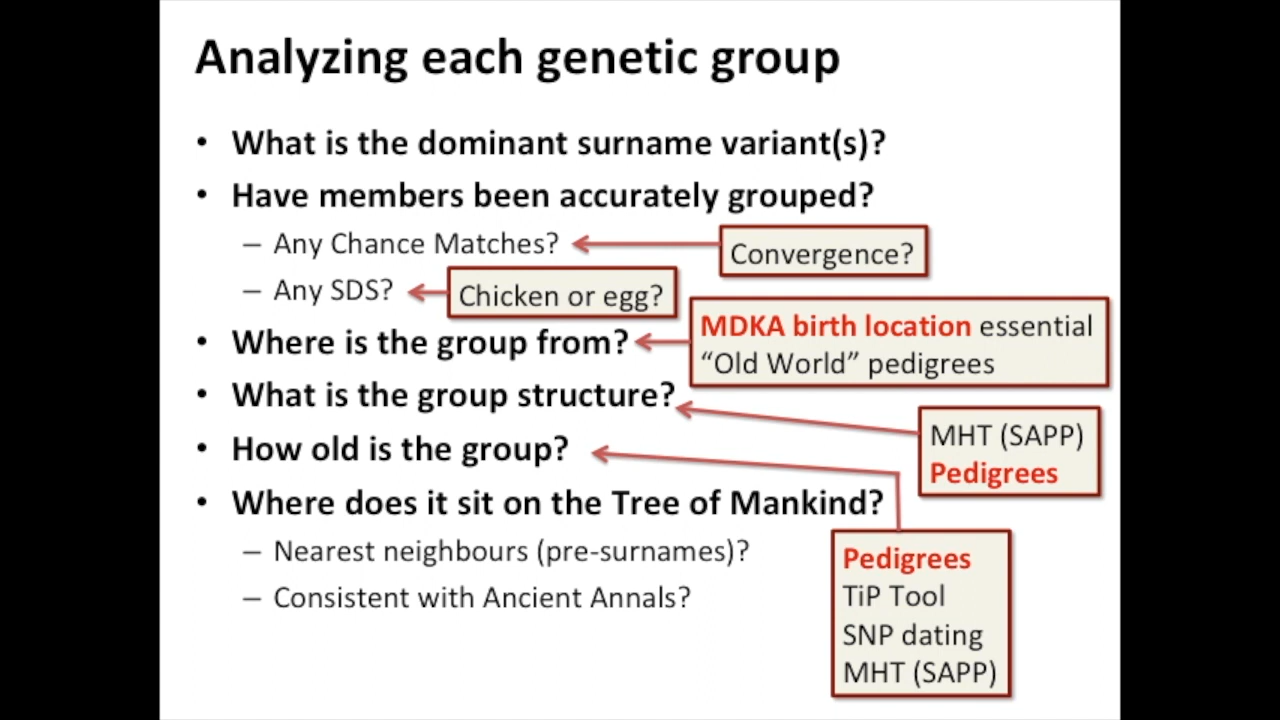 Analyzing each genetic group
• What is the dominant surname variant(s)?
• Have members been accurately grouped?
– Any Chance Matches?
Convergence?
– Any SDS?
Chicken or egg?
• Where is the group from?
MDKA birth location essential
“Old World” pedigrees
• What is the group structure?
MHT (SAPP)
Pedigrees
• How old is the group?
• Where does it sit on the Tree of Mankind?
– Nearest neighbours (pre-surnames)?
– Consistent with Ancient Annals?
Pedigrees
TiP Tool
SNP dating
MHT (SAPP)